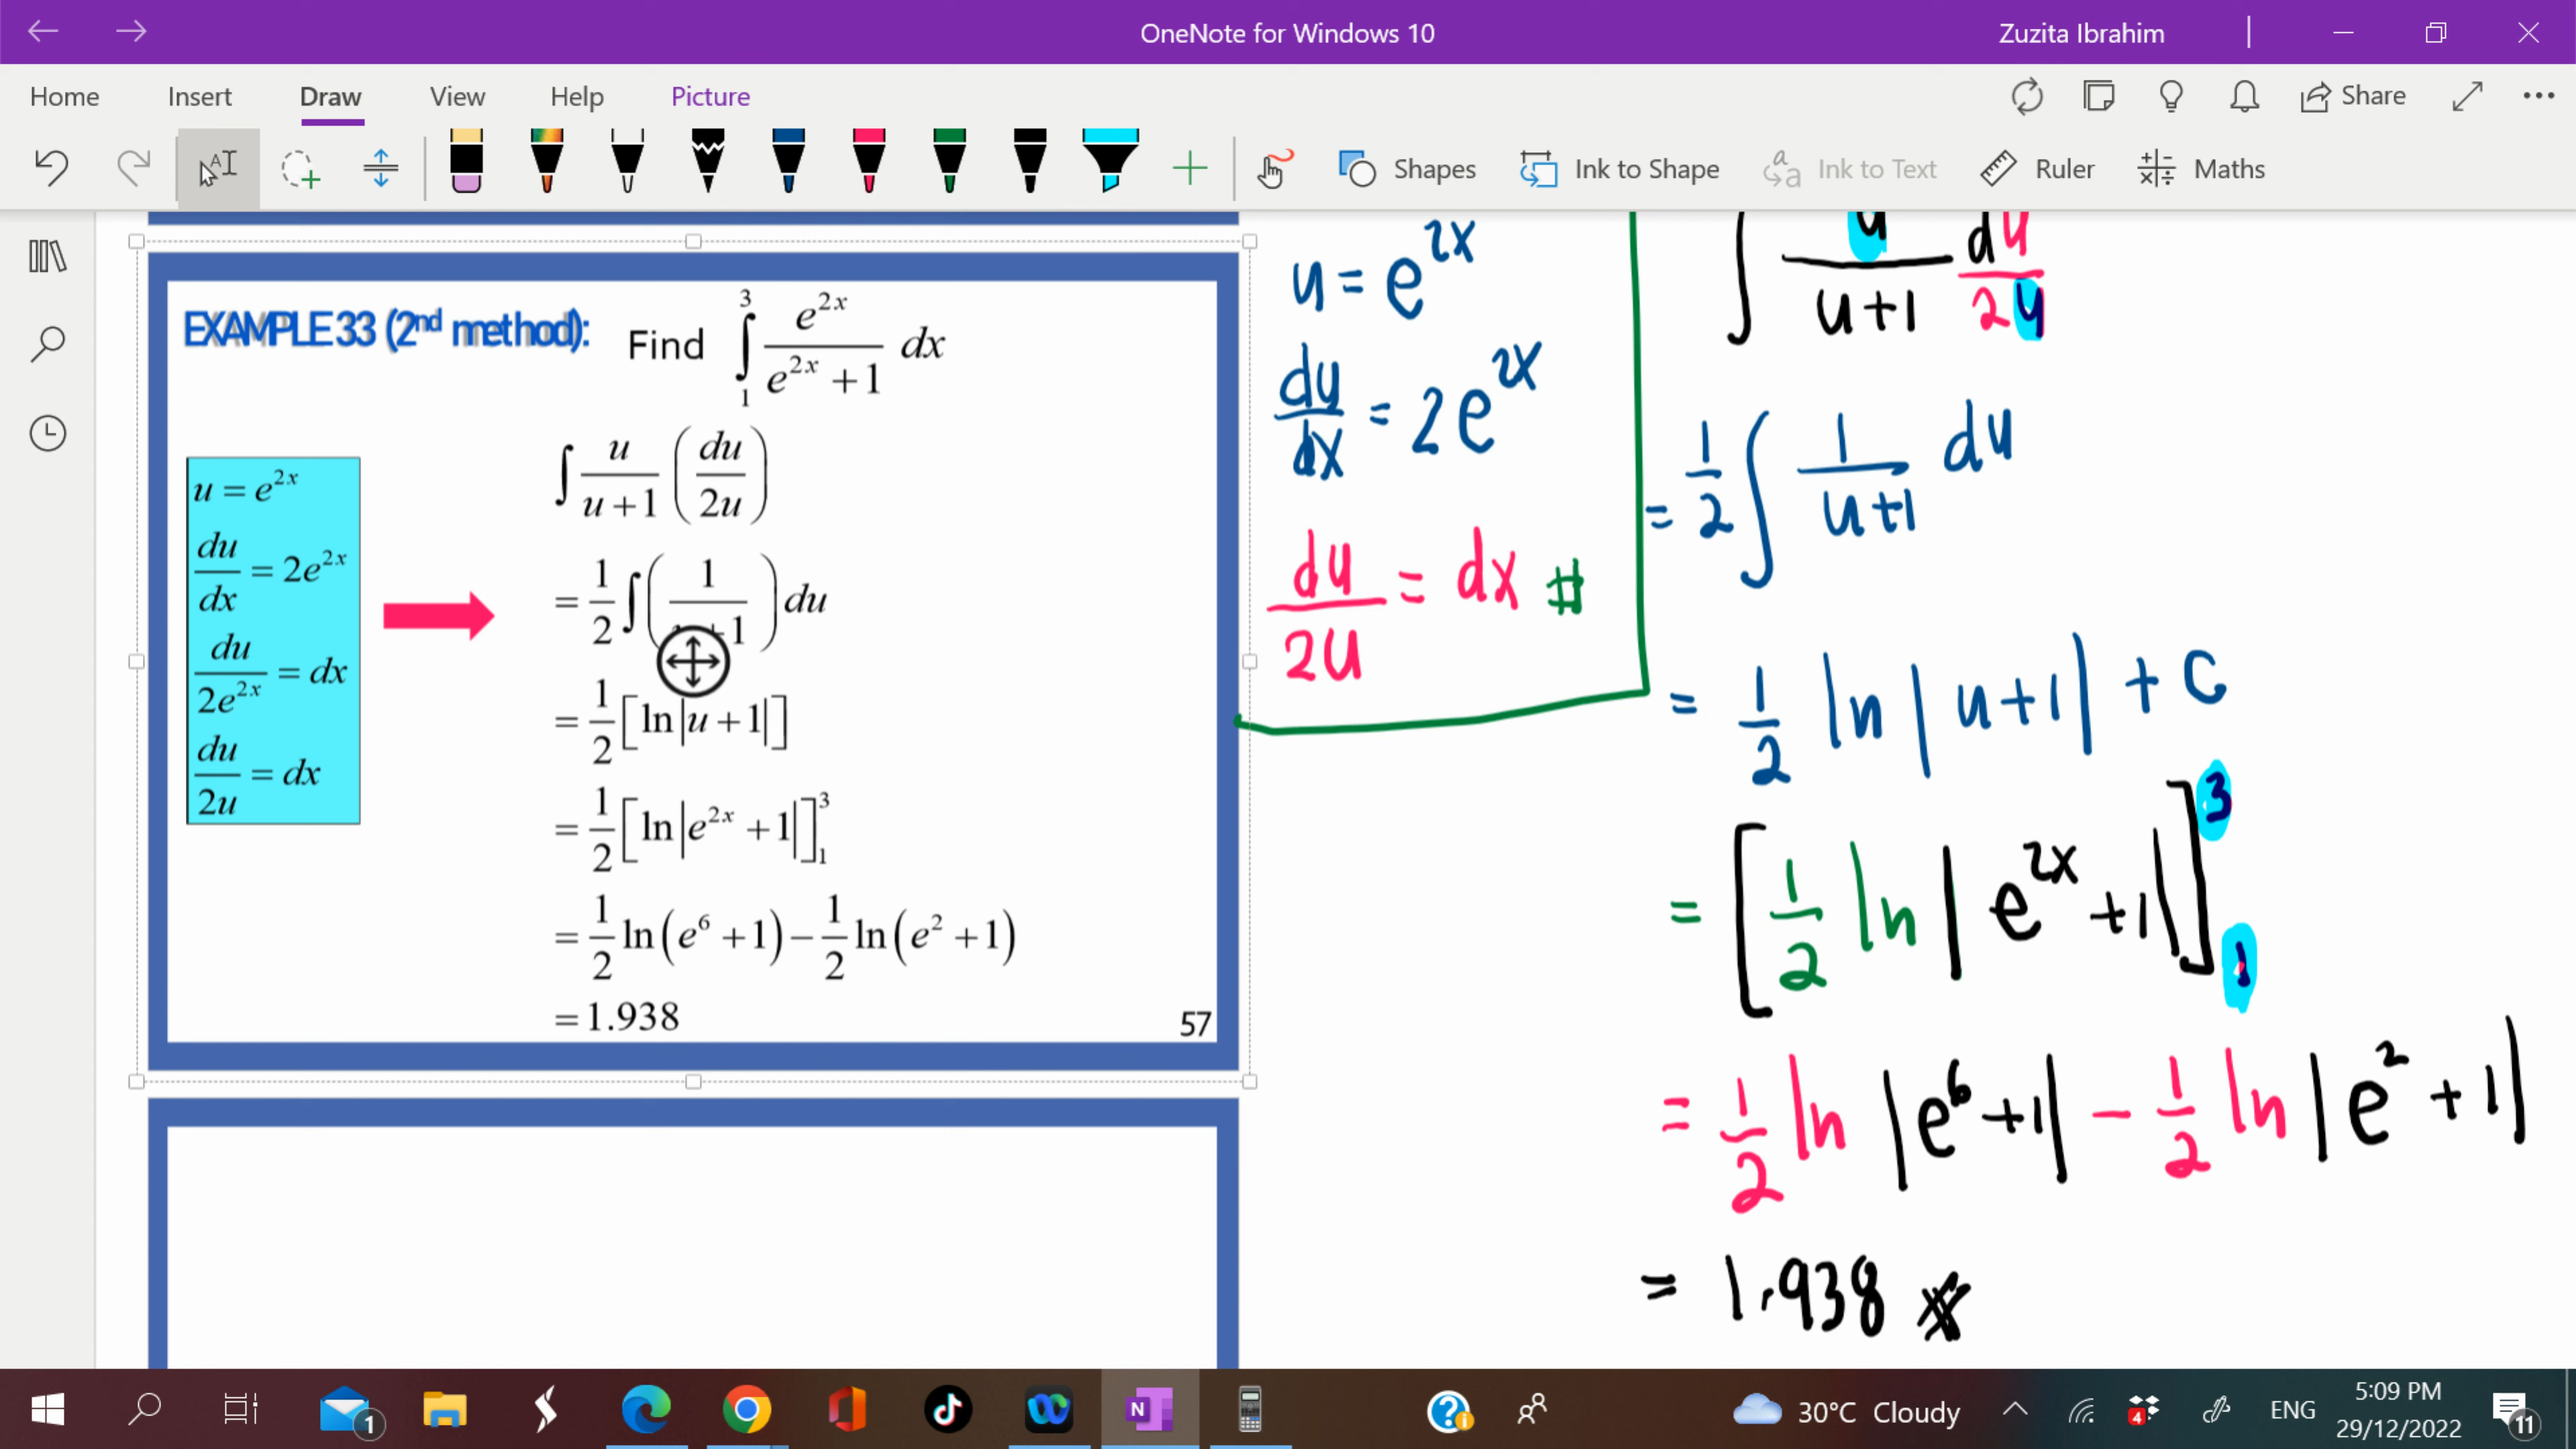 OneNote for Windows 10
Zuzita Ibrahim
Home Insert Draw View Help Picture
Share
Shapes Ink to Shape Ink to Text Ruler Maths
EXAMPLE 33 (2nd method): Find ∫₁³ e^{2x}/(e^{2x} + 1) dx
u = e^{2x}
du/dx = 2e^{2x}
du/(2e^{2x}) = dx
du/(2u) = dx
∫ u/(u+1) (du/(2u))
= 1/2 ∫ (1/( +1)) du
= 1/2 [ln|u + 1|]
= 1/2 [ln|e^{2x} + 1|]₁³
= 1/2 ln(e⁶ + 1) − 1/2 ln(e² + 1)
= 1.938
57
u = e^{2x}
du/dx = 2e^{2x}
du/2u = dx #
∫ u/(u+1) du/2u
= 1/2 ∫ 1/(u+1) du
= 1/2 ln|u+1| + c
= [1/2 ln|e^{2x} + 1|]₁³
= 1/2 ln|e⁶ + 1| − 1/2 ln|e² + 1|
= 1.938
1
N
30°C Cloudy
4
ENG
5:09 PM
29/12/2022
11